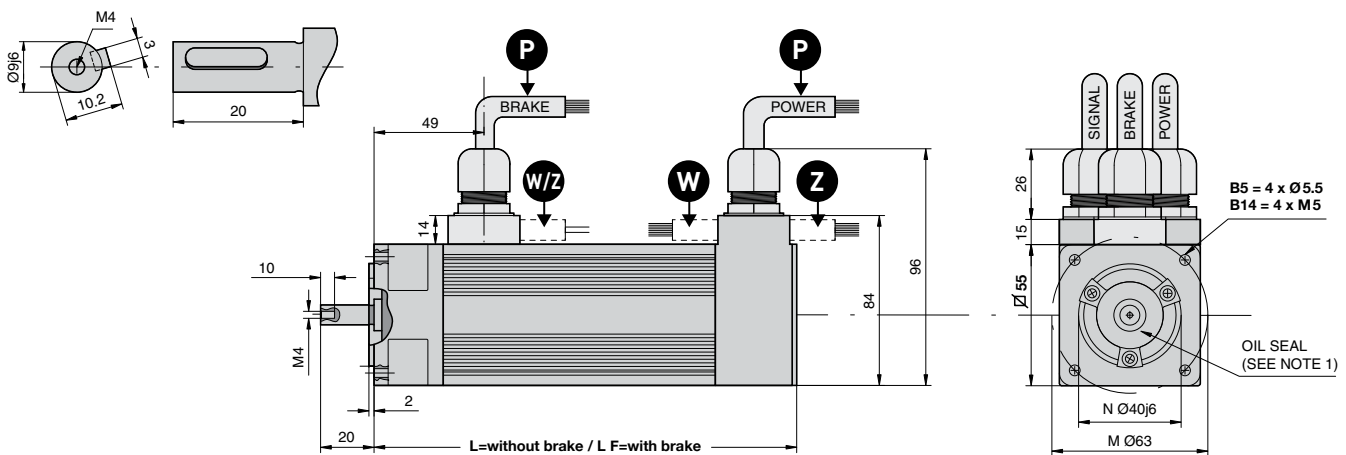 M4
3
Ø9j6
10.2
20
P
BRAKE
P
POWER
49
W/Z
W
Z
14
10
M4
2
20
L=without brake / L F=with brake
84
96
SIGNAL
BRAKE
POWER
26
15
55
B5 = 4 x Ø 5.5
B14 = 4 x M 5
OIL SEAL
(SEE NOTE 1)
N Ø40j6
M Ø63